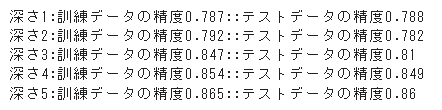 深さ1:訓練データの精度0.787::テストデータの精度0.788
深さ2:訓練データの精度0.792::テストデータの精度0.782
深さ3:訓練データの精度0.847::テストデータの精度0.81
深さ4:訓練データの精度0.854::テストデータの精度0.849
深さ5:訓練データの精度0.865::テストデータの精度0.86